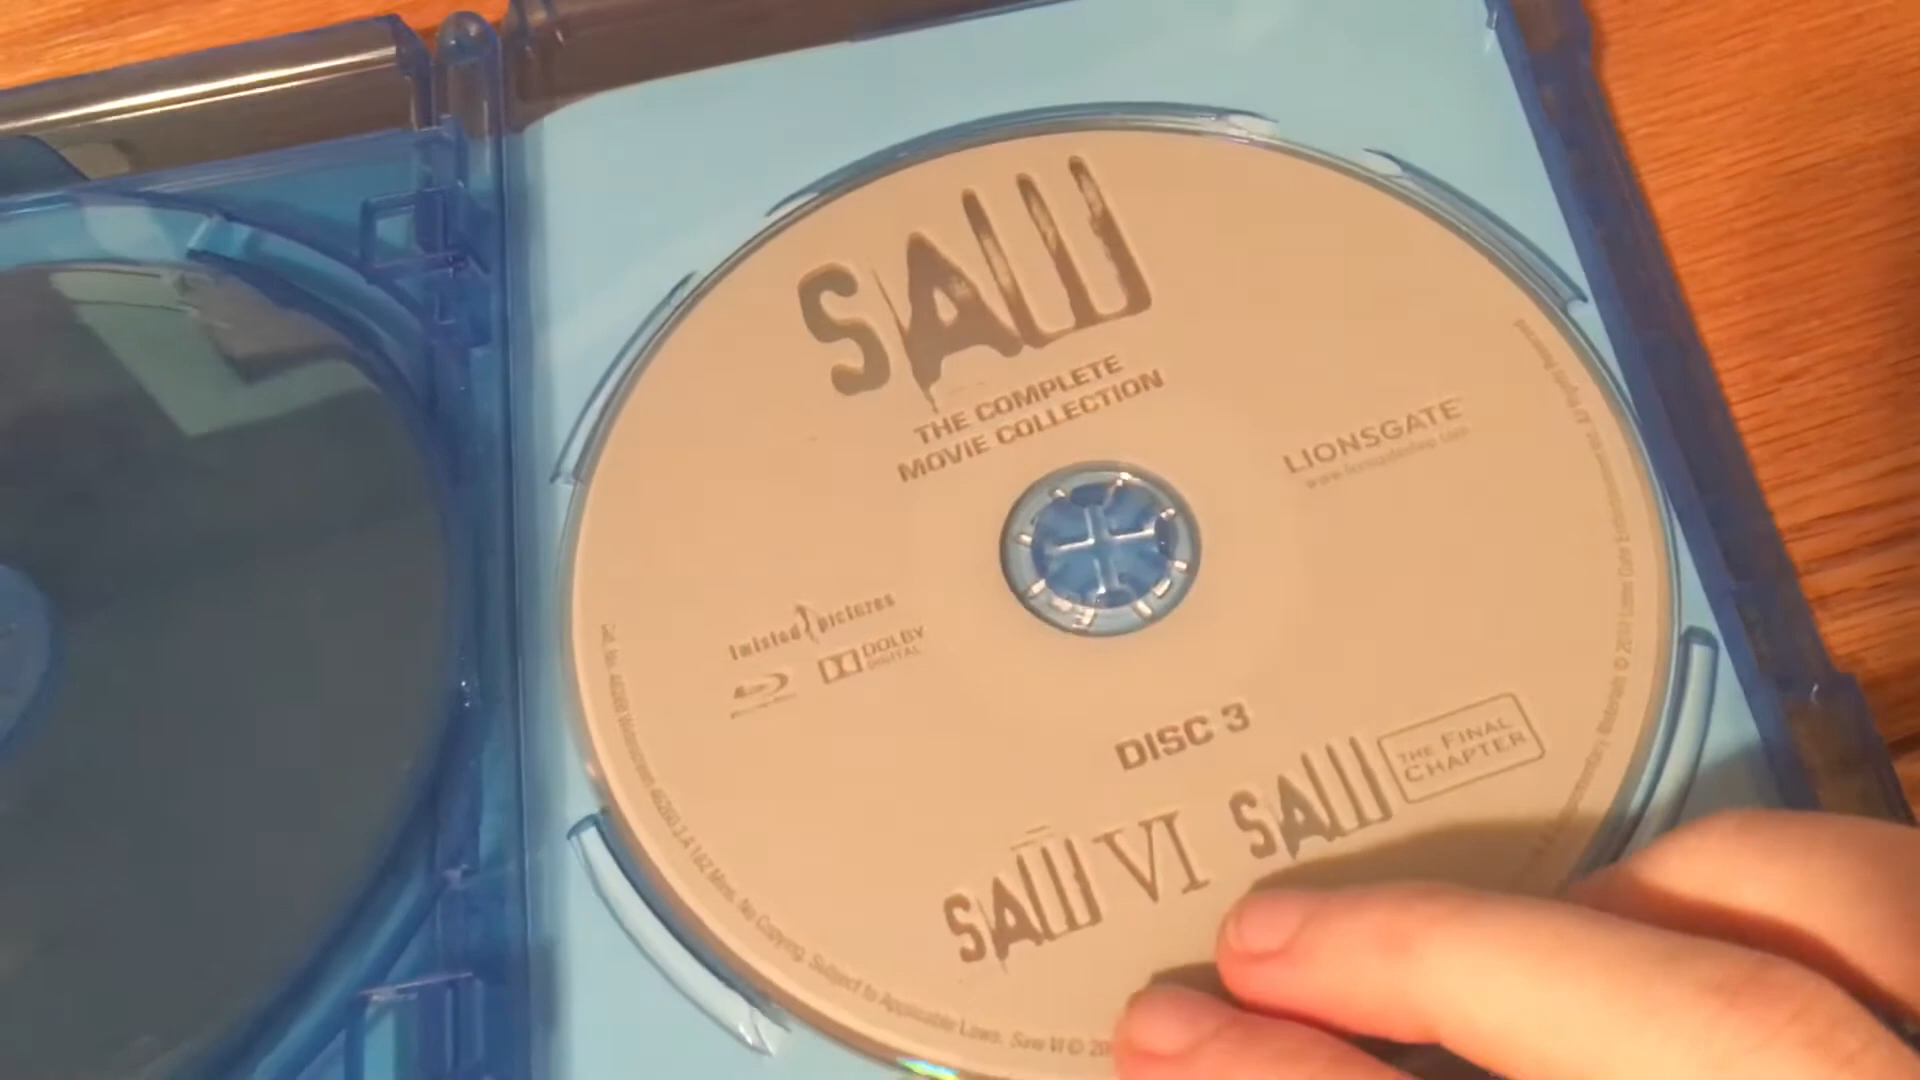 SAW
THE COMPLETE
MOVIE COLLECTION
LIONSGATE
twisted pictures
DOLBY
DIGITAL
DISC 3
SAW VI
SAW THE FINAL
CHAPTER
No Copying. Subject to Applicable Laws. Saw VI ©